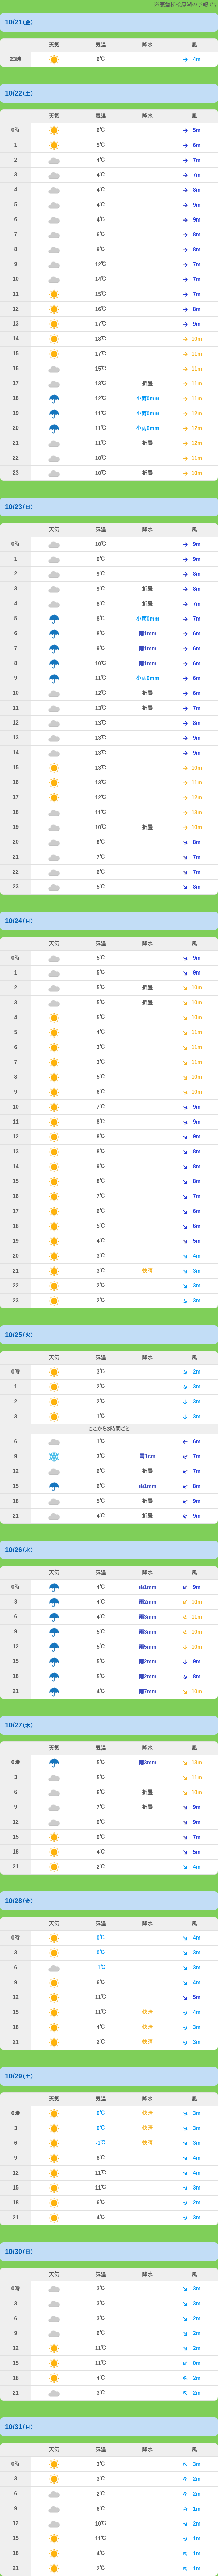 ※裏磐梯桧原湖の予報です
10/21(金)
天気 気温 降水 風
23時 6℃ 4m
10/22(土)
天気 気温 降水 風
0時 6℃ 5m
1 5℃ 6m
2 4℃ 7m
3 4℃ 7m
4 4℃ 8m
5 4℃ 9m
6 4℃ 9m
7 6℃ 8m
8 9℃ 8m
9 12℃ 7m
10 14℃ 7m
11 15℃ 7m
12 16℃ 8m
13 17℃ 9m
14 18℃ 10m
15 17℃ 11m
16 15℃ 11m
17 13℃ 折畳 11m
18 12℃ 小雨0mm 11m
19 11℃ 小雨0mm 12m
20 11℃ 小雨0mm 12m
21 11℃ 折畳 12m
22 10℃ 11m
23 10℃ 折畳 10m
10/23(日)
天気 気温 降水 風
0時 10℃ 9m
1 9℃ 9m
2 9℃ 8m
3 9℃ 折畳 8m
4 8℃ 折畳 7m
5 8℃ 小雨0mm 7m
6 8℃ 雨1mm 6m
7 9℃ 雨1mm 6m
8 10℃ 雨1mm 6m
9 11℃ 小雨0mm 6m
10 12℃ 折畳 6m
11 13℃ 折畳 7m
12 13℃ 8m
13 13℃ 9m
14 13℃ 9m
15 13℃ 10m
16 13℃ 11m
17 12℃ 12m
18 11℃ 11m
19 10℃ 折畳 10m
20 8℃ 8m
21 7℃ 7m
22 6℃ 7m
23 5℃ 8m
10/24(月)
天気 気温 降水 風
0時 5℃ 9m
1 5℃ 9m
2 5℃ 折畳 10m
3 5℃ 折畳 10m
4 5℃ 10m
5 4℃ 11m
6 3℃ 11m
7 3℃ 11m
8 5℃ 10m
9 6℃ 10m
10 7℃ 9m
11 8℃ 9m
12 8℃ 9m
13 8℃ 8m
14 9℃ 8m
15 8℃ 8m
16 7℃ 7m
17 6℃ 6m
18 5℃ 6m
19 4℃ 5m
20 3℃ 4m
21 3℃ 快晴 3m
22 2℃ 3m
23 2℃ 3m
10/25(火)
天気 気温 降水 風
0時 3℃ 2m
1 2℃ 3m
2 2℃ 3m
3 1℃ 3m
ここから3時間ごと
6 1℃ 6m
9 3℃ 雪1cm 7m
12 6℃ 折畳 7m
15 6℃ 雨1mm 8m
18 5℃ 折畳 9m
21 4℃ 折畳 9m
10/26(水)
天気 気温 降水 風
0時 4℃ 雨1mm 9m
3 4℃ 雨2mm 10m
6 4℃ 雨3mm 11m
9 5℃ 雨3mm 10m
12 5℃ 雨5mm 10m
15 5℃ 雨2mm 9m
18 5℃ 雨2mm 8m
21 4℃ 雨7mm 10m
10/27(木)
天気 気温 降水 風
0時 5℃ 雨3mm 11m
3 5℃ 11m
6 6℃ 折畳 10m
9 7℃ 折畳 9m
12 9℃ 9m
15 9℃ 7m
18 4℃ 5m
21 2℃ 4m
10/28(金)
天気 気温 降水 風
0時 0℃ 4m
3 0℃ 3m
6 -1℃ 3m
9 6℃ 4m
12 11℃ 5m
15 11℃ 快晴 4m
18 4℃ 快晴 3m
21 2℃ 快晴 3m
10/29(土)
天気 気温 降水 風
0時 0℃ 快晴 3m
3 0℃ 快晴 3m
6 -1℃ 快晴 3m
9 8℃ 4m
12 11℃ 4m
15 11℃ 3m
18 6℃ 2m
21 4℃ 3m
10/30(日)
天気 気温 降水 風
0時 3℃ 3m
3 3℃ 3m
6 3℃ 2m
9 6℃ 2m
12 11℃ 2m
15 11℃ 0m
18 4℃ 2m
21 3℃ 2m
10/31(月)
天気 気温 降水 風
0時 3℃ 3m
3 3℃ 2m
6 2℃ 2m
9 6℃ 1m
12 10℃ 2m
15 11℃ 1m
18 4℃ 1m
21 2℃ 1m